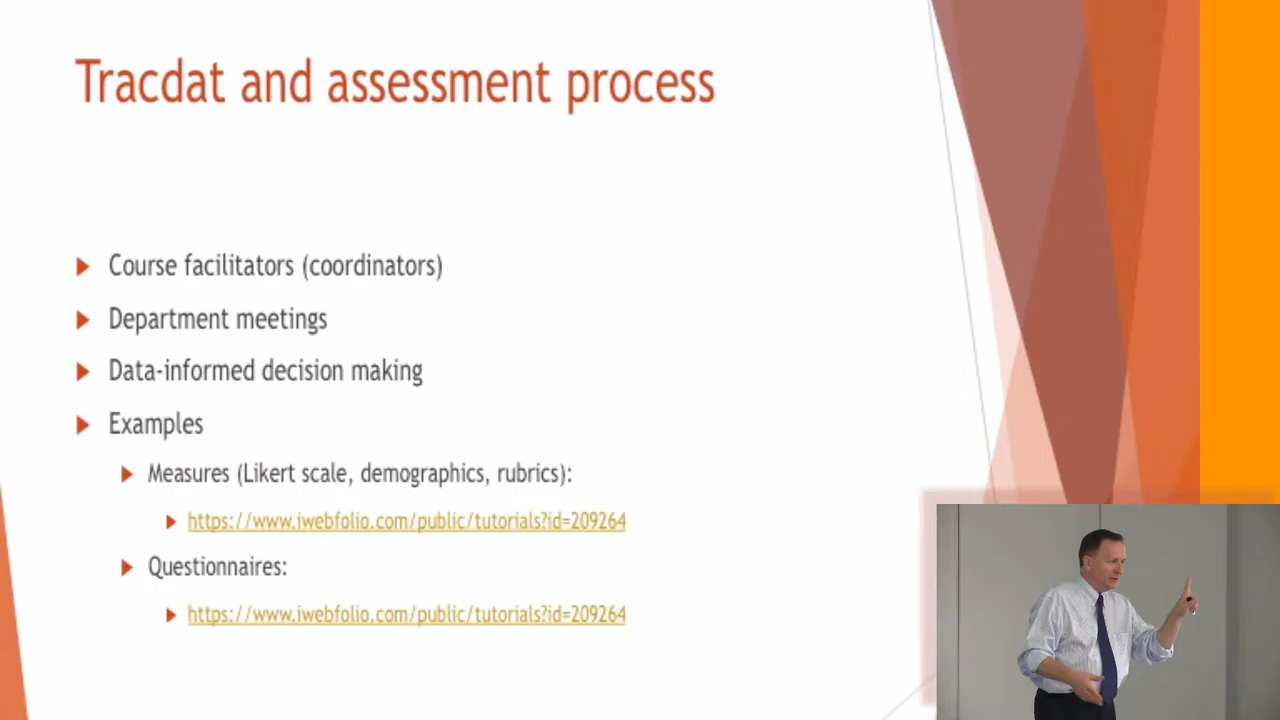 Tracdat and assessment process
Course facilitators (coordinators)
Department meetings
Data-informed decision making
Examples
Measures (Likert scale, demographics, rubrics):
https://www.iwebfolio.com/public/tutorials?id=209264
Questionnaires:
https://www.iwebfolio.com/public/tutorials?id=209264